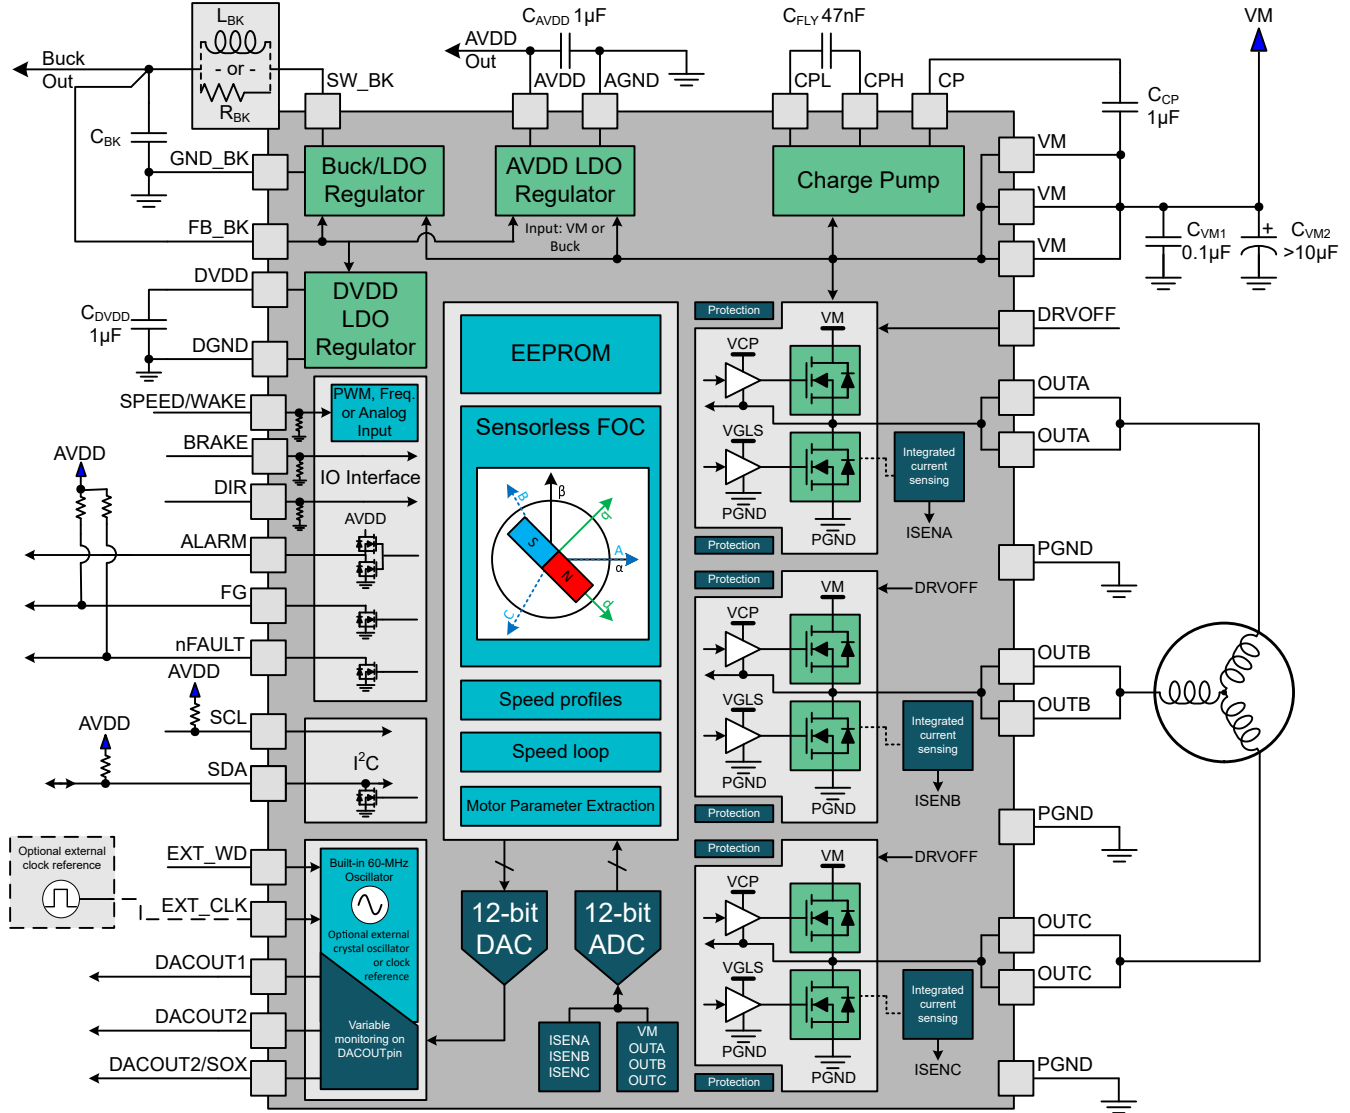 LBK
- or -
RBK
Buck
Out
CBK
SW_BK
CAVDD 1µF
AVDD
Out
AVDD
AGND
CFLY 47nF
CPL
CPH
CP
CCP
1µF
VM
VM
VM
VM
CVM1
0.1µF
CVM2
>10µF
+
GND_BK
FB_BK
DVDD
CDVDD
1µF
DGND
Buck/LDO
Regulator
AVDD LDO
Regulator
Input: VM or
Buck
Charge Pump
DVDD
LDO
Regulator
SPEED/WAKE
BRAKE
DIR
AVDD
ALARM
FG
nFAULT
AVDD
SCL
AVDD
SDA
PWM, Freq.
or Analog
Input
IO Interface
AVDD
I2C
EEPROM
Sensorless FOC
β
B
q
A
α
S
N
C
d
Speed profiles
Speed loop
Motor Parameter Extraction
Protection
VM
VCP
VGLS
PGND
PGND
Integrated
current
sensing
ISENA
Protection
DRVOFF
OUTA
OUTA
PGND
Protection
VM
DRVOFF
VCP
VGLS
PGND
PGND
Integrated
current
sensing
ISENB
Protection
OUTB
OUTB
PGND
Protection
VM
DRVOFF
VCP
VGLS
PGND
PGND
Integrated
current
sensing
ISENC
Protection
OUTC
OUTC
PGND
Optional external
clock reference
EXT_WD
EXT_CLK
DACOUT1
DACOUT2
DACOUT2/SOX
Built-in 60-MHz
Oscillator
Optional external
crystal oscillator
or clock
reference
Variable
monitoring on
DACOUTpin
12-bit
DAC
12-bit
ADC
ISENA
ISENB
ISENC
VM
OUTA
OUTB
OUTC